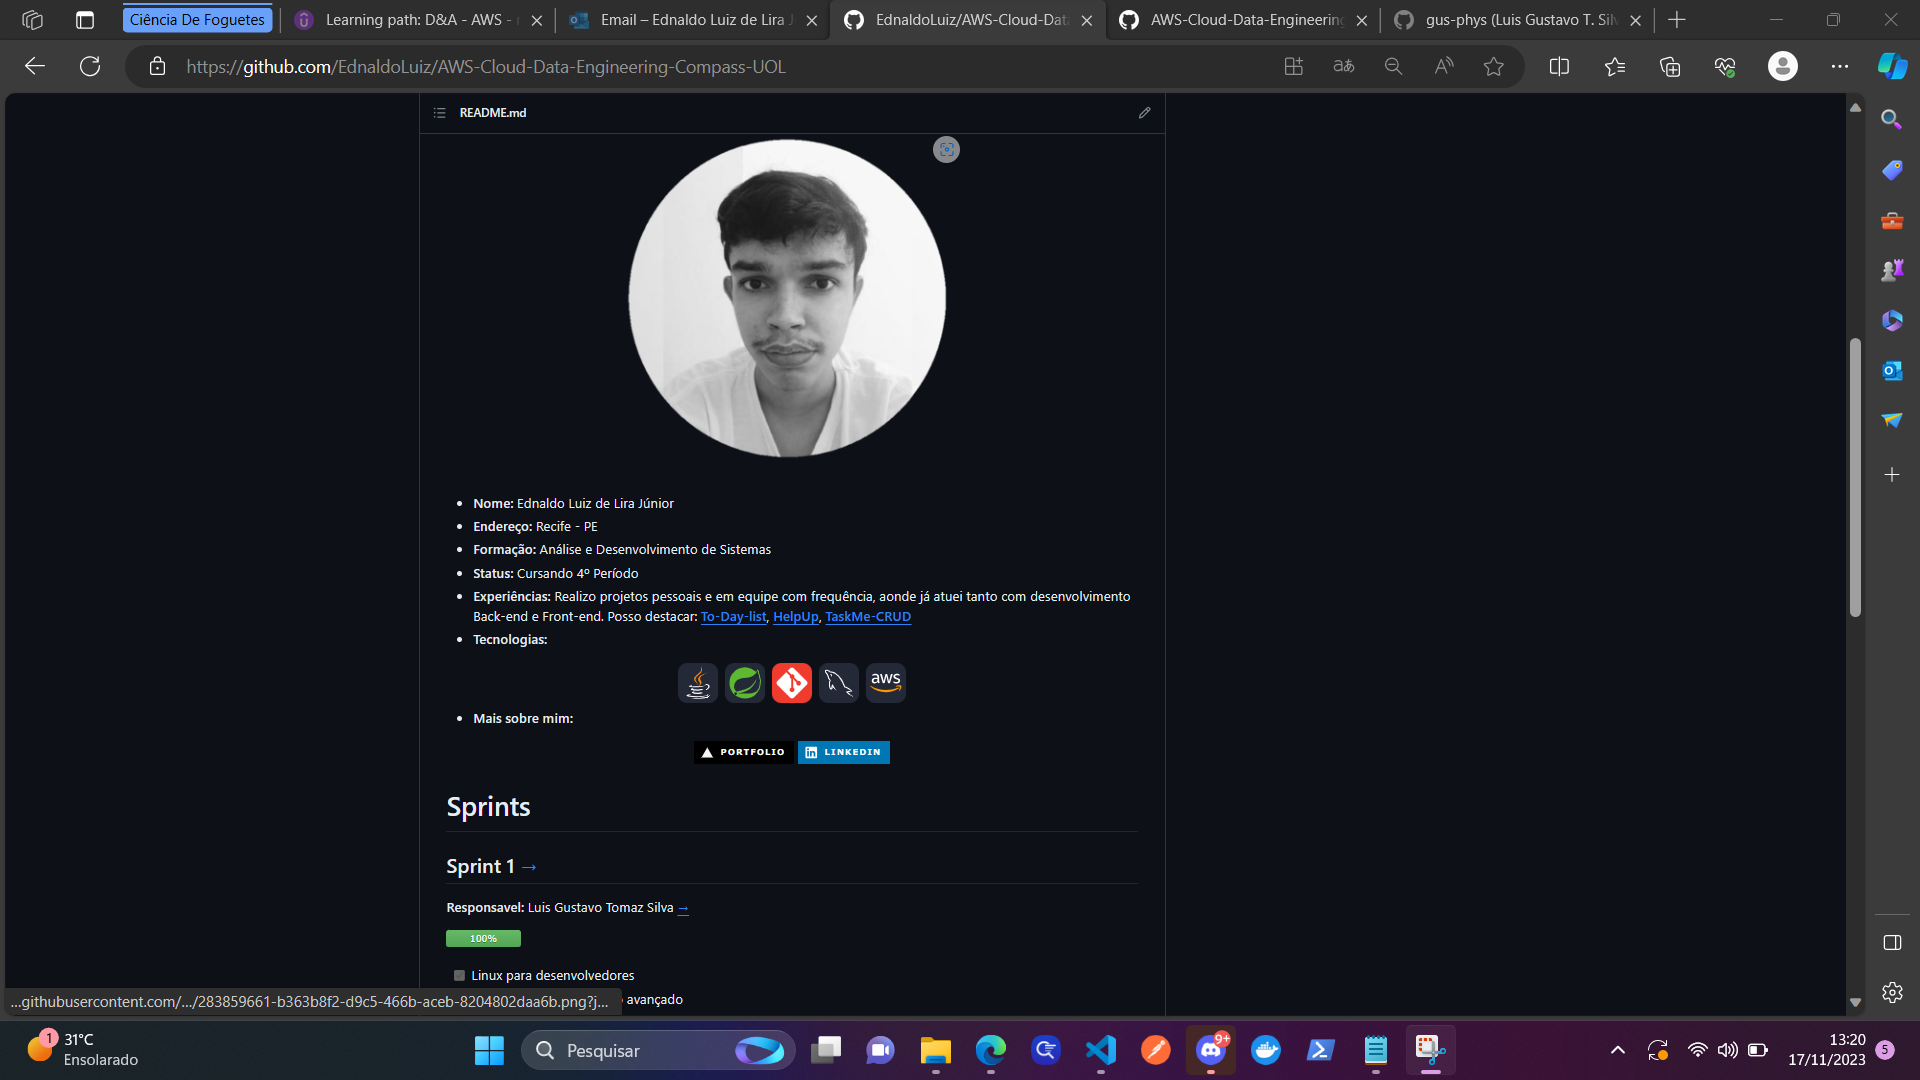 Ciência De Foguetes
Learning path: D&A - AWS -
Email – Ednaldo Luiz de Lira J
EdnaldoLuiz/AWS-Cloud-Dat
AWS-Cloud-Data-Engineering
gus-phys (Luis Gustavo T. Silv
https://github.com/EdnaldoLuiz/AWS-Cloud-Data-Engineering-Compass-UOL
README.md
Nome: Ednaldo Luiz de Lira Júnior
Endereço: Recife - PE
Formação: Análise e Desenvolvimento de Sistemas
Status: Cursando 4º Período
Experiências: Realizo projetos pessoais e em equipe com frequência, aonde já atuei tanto com desenvolvimento
Back-end e Front-end. Posso destacar: To-Day-list, HelpUp, TaskMe-CRUD
Tecnologias:
aws
Mais sobre mim:
PORTFOLIO
in LINKEDIN
Sprints
Sprint 1 →
Responsavel: Luis Gustavo Tomaz Silva →
100%
Linux para desenvolvedores
avançado
...githubusercontent.com/.../283859661-b363b8f2-d9c5-466b-aceb-8204802daa6b.png?j...
1
31°C
Ensolarado
Pesquisar
9+
13:20
17/11/2023
5